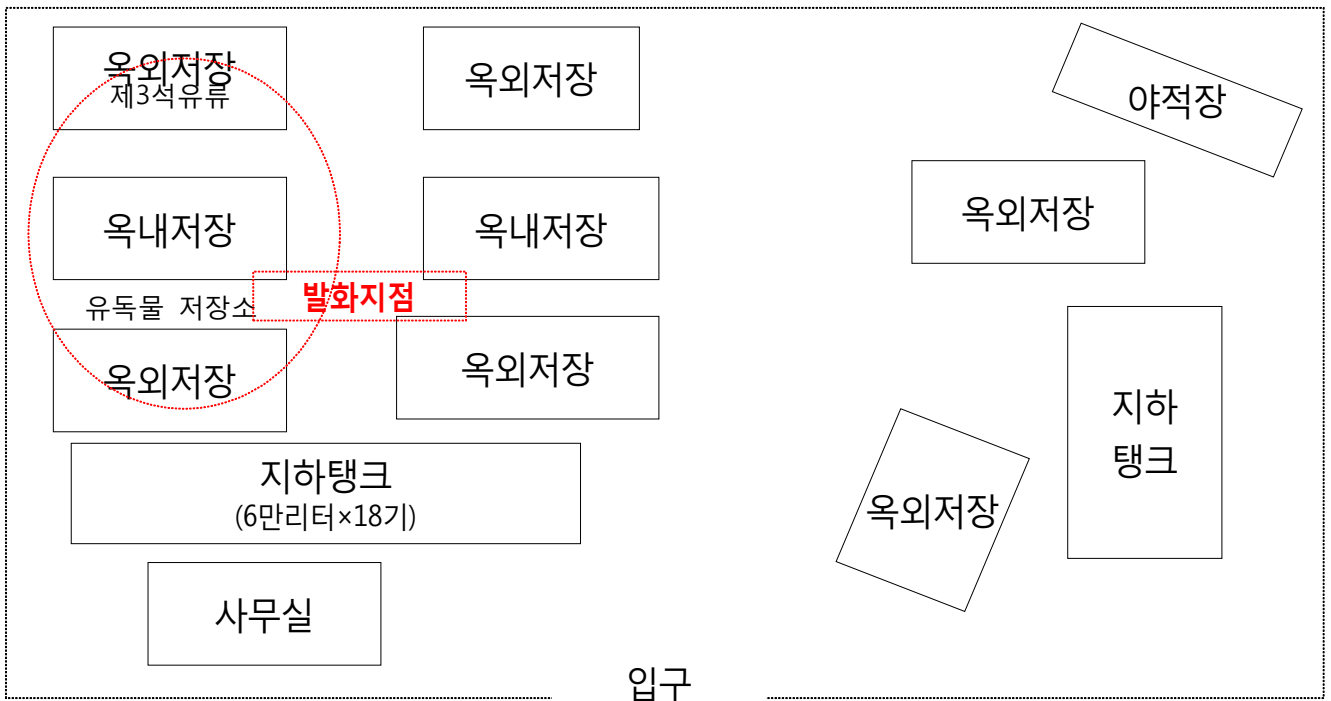 옥외저장
제3석유류
옥외저장
야적장
옥내저장
옥내저장
옥외저장
유독물 저장소
발화지점
옥외저장
옥외저장
지하
탱크
지하탱크
(6만리터×18기)
옥외저장
사무실
입구